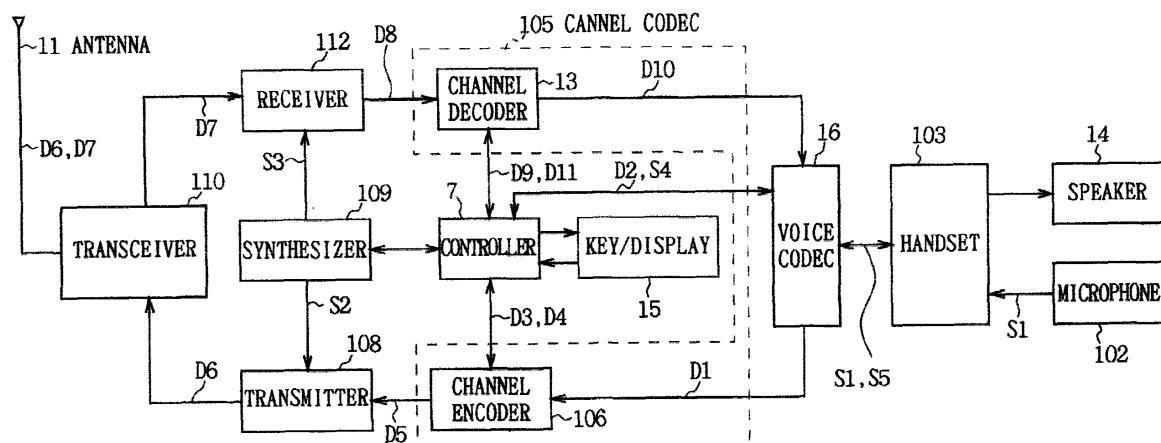 105 CANNEL CODEC
11 ANTENNA
112
D8
D10
D7
RECEIVER
CHANNEL
DECODER
13
16
103
14
D6, D7
S3
D9, D11
D2, S4
110
109
7
TRANSCEIVER
SYNTHESIZER
CONTROLLER
KEY/DISPLAY
VOICE
CODEC
HANDSET
SPEAKER
S2
15
MICROPHONE
D3, D4
S1
102
D6
108
S1, S5
TRANSMITTER
D5
CHANNEL
ENCODER
106
D1